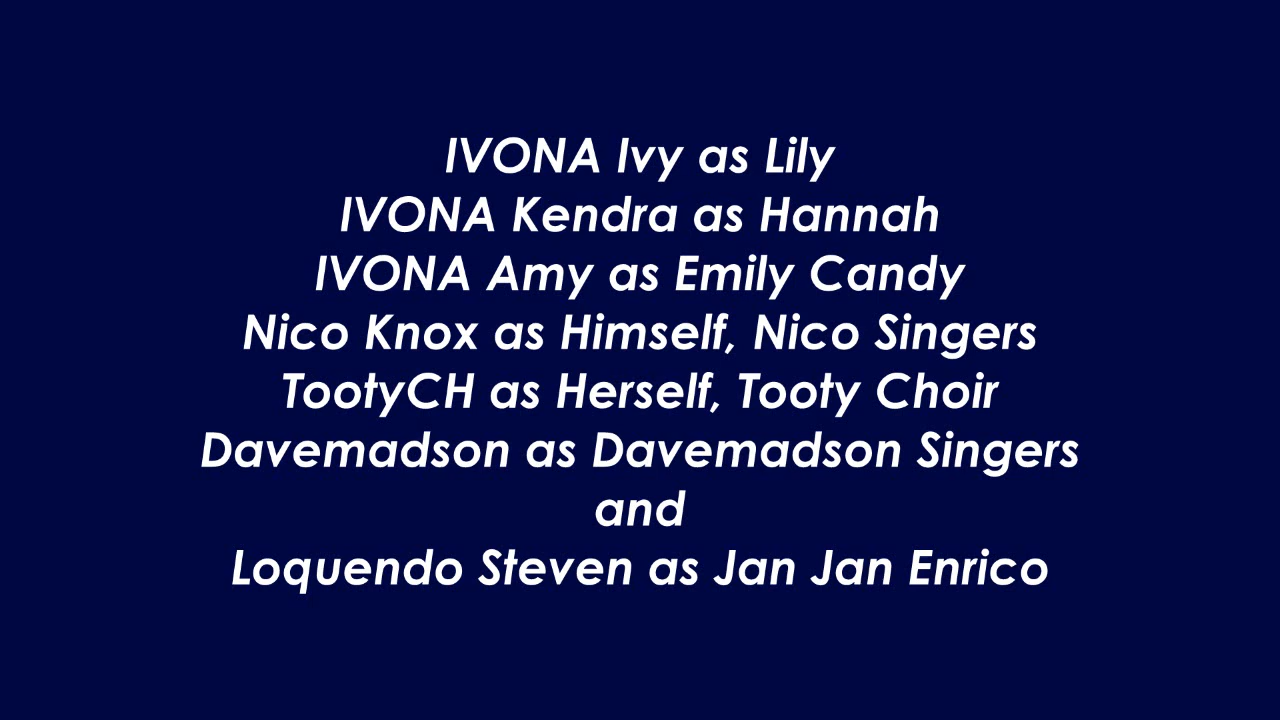 IVONA Ivy as Lily
IVONA Kendra as Hannah
IVONA Amy as Emily Candy
Nico Knox as Himself, Nico Singers
TootyCH as Herself, Tooty Choir
Davemadson as Davemadson Singers
and
Loquendo Steven as Jan Jan Enrico